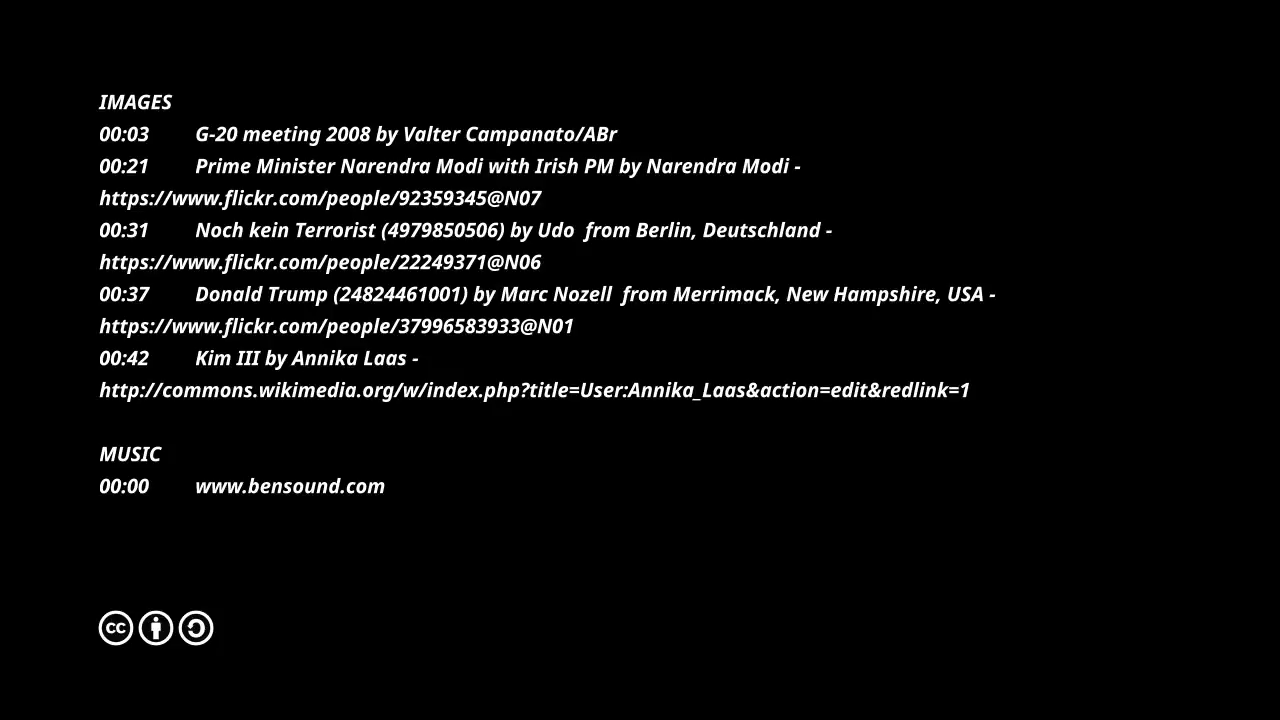 IMAGES
00:03 G-20 meeting 2008 by Valter Campanato/ABr
00:21 Prime Minister Narendra Modi with Irish PM by Narendra Modi -
https://www.flickr.com/people/92359345@N07
00:31 Noch kein Terrorist (4979850506) by Udo from Berlin, Deutschland -
https://www.flickr.com/people/22249371@N06
00:37 Donald Trump (24824461001) by Marc Nozell from Merrimack, New Hampshire, USA -
https://www.flickr.com/people/37996583933@N01
00:42 Kim III by Annika Laas -
http://commons.wikimedia.org/w/index.php?title=User:Annika_Laas&action=edit&redlink=1
MUSIC
00:00 www.bensound.com
cc